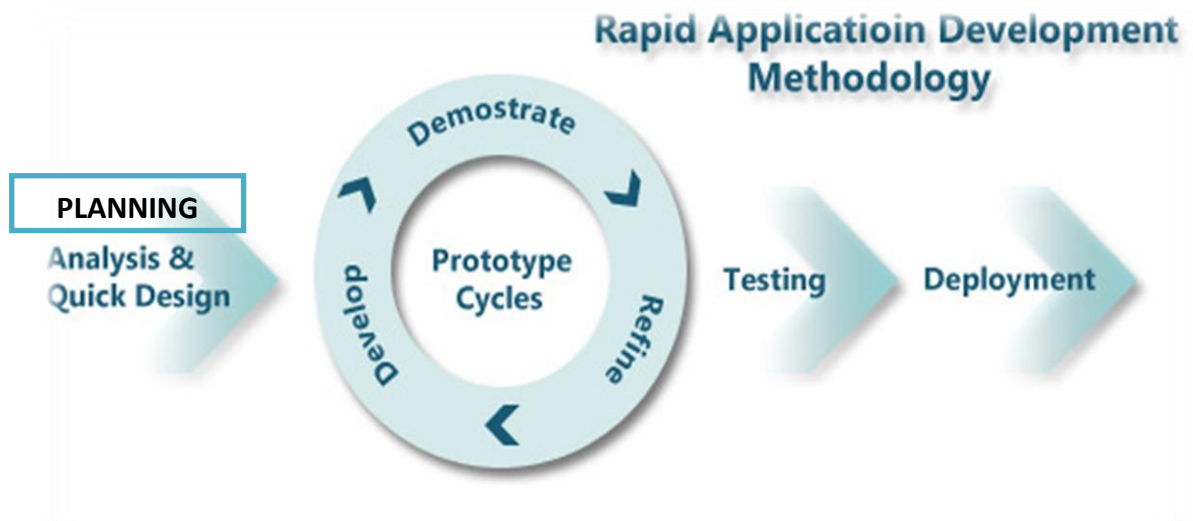 Rapid Applicatioin Development
Methodology
PLANNING
Analysis &
Quick Design
Demostrate
Refine
Develop
Prototype
Cycles
Testing
Deployment